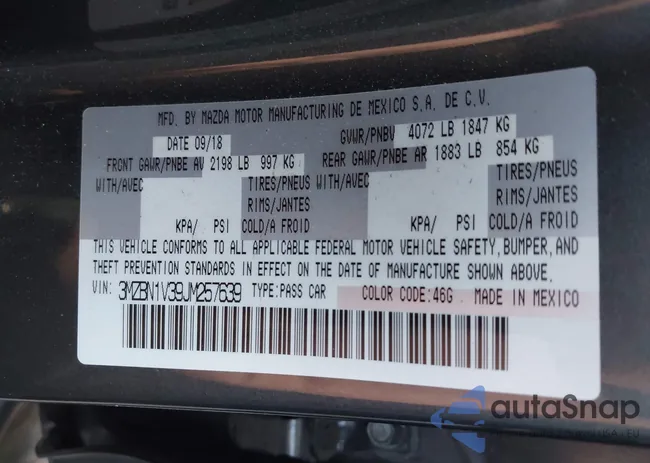 MFD. BY MAZDA MOTOR MANUFACTURING DE MEXICO S.A. DE C.V.
DATE 09/18 GVWR/PNBV 4072 LB 1847 KG
FRONT GAWR/PNBE AV 2198 LB 997 KG REAR GAWR/PNBE AR 1883 LB 854 KG
WITH/AVEC TIRES/PNEUS WITH/AVEC TIRES/PNEUS
RIMS/JANTES RIMS/JANTES
KPA/ PSI COLD/A FROID KPA/ PSI COLD/A FROID
THIS VEHICLE CONFORMS TO ALL APPLICABLE FEDERAL MOTOR VEHICLE SAFETY, BUMPER, AND
THEFT PREVENTION STANDARDS IN EFFECT ON THE DATE OF MANUFACTURE SHOWN ABOVE.
VIN: 3MZBN1V39JM257639 TYPE:PASS CAR COLOR CODE:46G MADE IN MEXICO
autaSnap